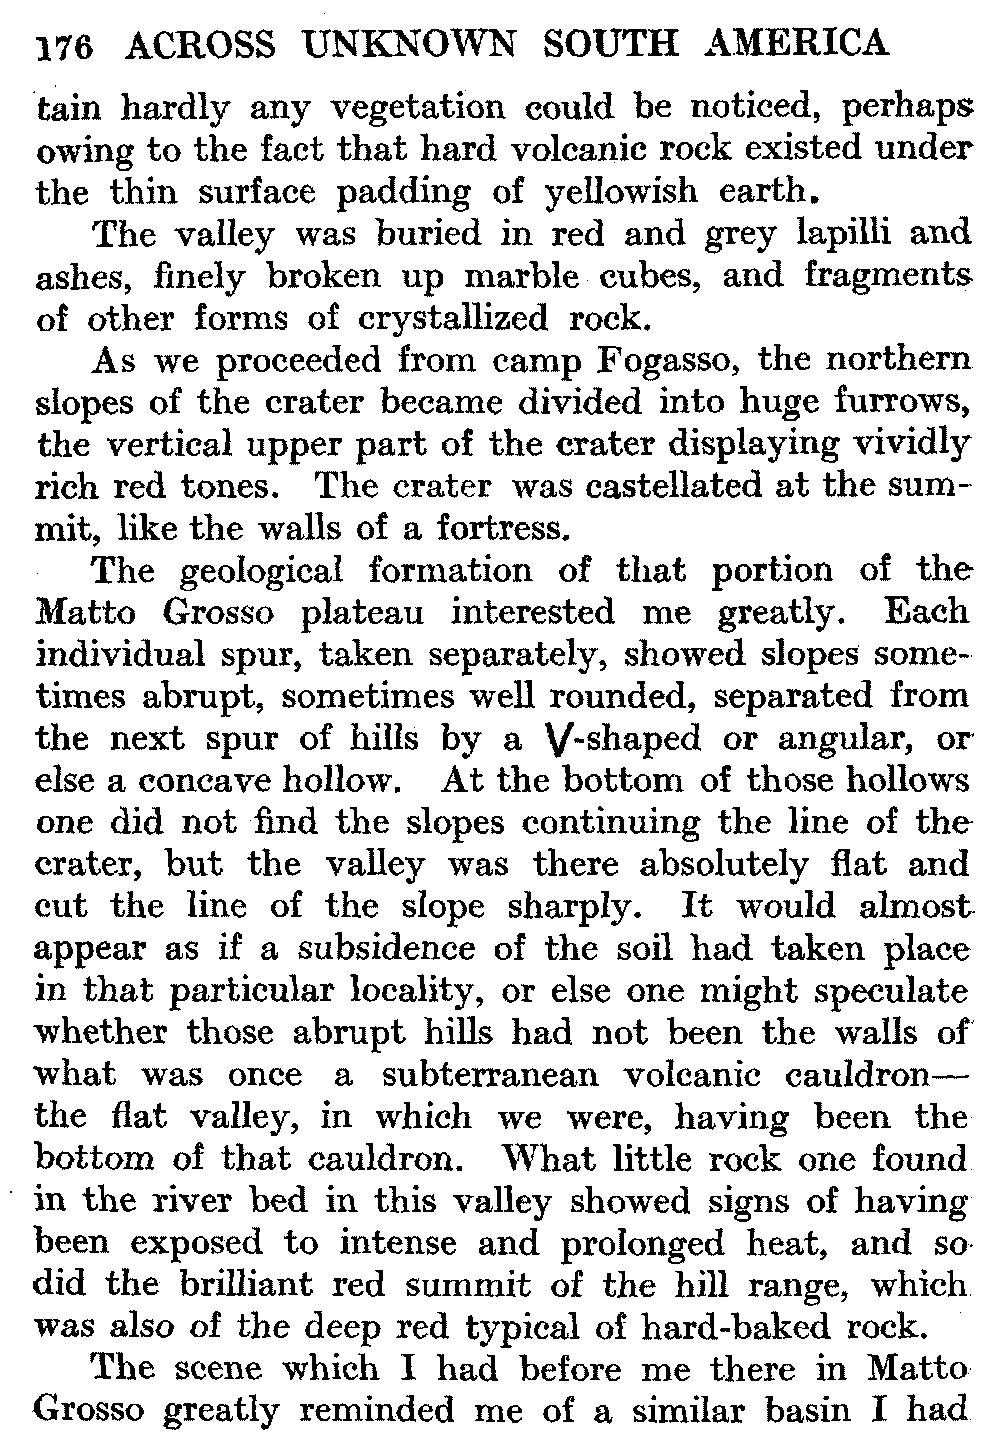 176 ACROSS UNKNOWN SOUTH AMERICA
tain hardly any vegetation could be noticed, perhaps
owing to the fact that hard volcanic rock existed under
the thin surface padding of yellowish earth.
The valley was buried in red and grey lapilli and
ashes, finely broken up marble cubes, and fragments
of other forms of crystallized rock.
As we proceeded from camp Fogasso, the northern
slopes of the crater became divided into huge furrows,
the vertical upper part of the crater displaying vividly
rich red tones. The crater was castellated at the sum-
mit, like the walls of a fortress.
The geological formation of that portion of the
Matto Grosso plateau interested me greatly. Each
individual spur, taken separately, showed slopes some-
times abrupt, sometimes well rounded, separated from
the next spur of hills by a V-shaped or angular, or
else a concave hollow. At the bottom of those hollows
one did not find the slopes continuing the line of the
crater, but the valley was there absolutely flat and
cut the line of the slope sharply. It would almost
appear as if a subsidence of the soil had taken place
in that particular locality, or else one might speculate
whether those abrupt hills had not been the walls of
what was once a subterranean volcanic cauldron—
the flat valley, in which we were, having been the
bottom of that cauldron. What little rock one found
in the river bed in this valley showed signs of having
been exposed to intense and prolonged heat, and so
did the brilliant red summit of the hill range, which
was also of the deep red typical of hard-baked rock.
The scene which I had before me there in Matto
Grosso greatly reminded me of a similar basin I had